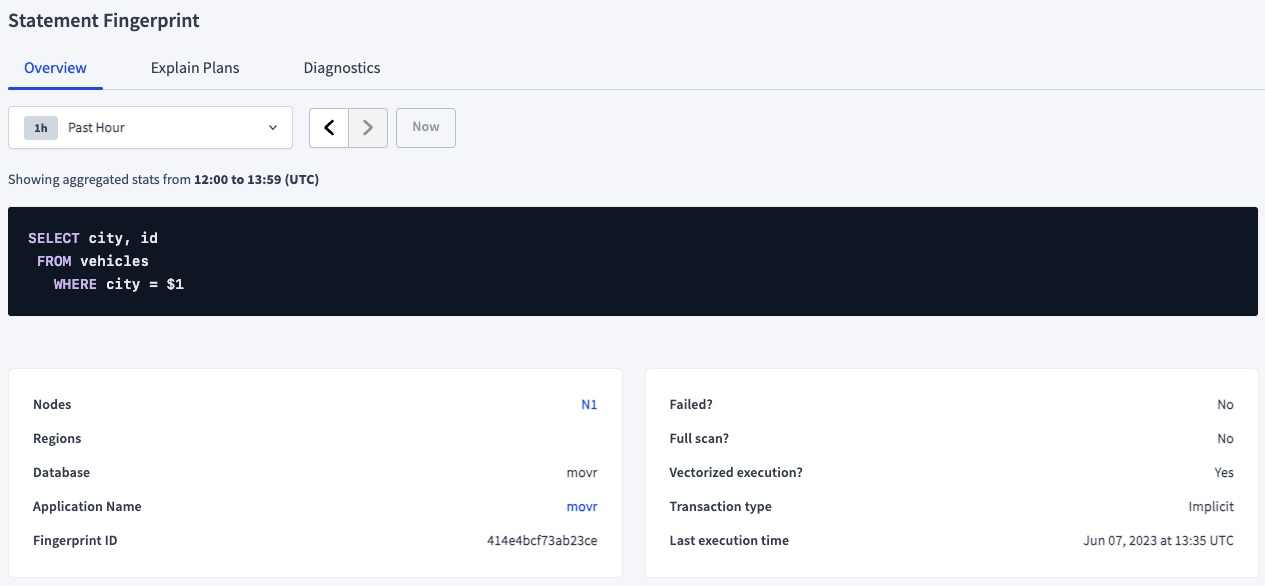 Statement Fingerprint
Overview Explain Plans Diagnostics
1h Past Hour Now
Showing aggregated stats from 12:00 to 13:59 (UTC)
SELECT city, id
FROM vehicles
WHERE city = $1
Nodes N1
Regions
Database movr
Application Name movr
Fingerprint ID 414e4bcf73ab23ce
Failed? No
Full scan? No
Vectorized execution? Yes
Transaction type Implicit
Last execution time Jun 07, 2023 at 13:35 UTC